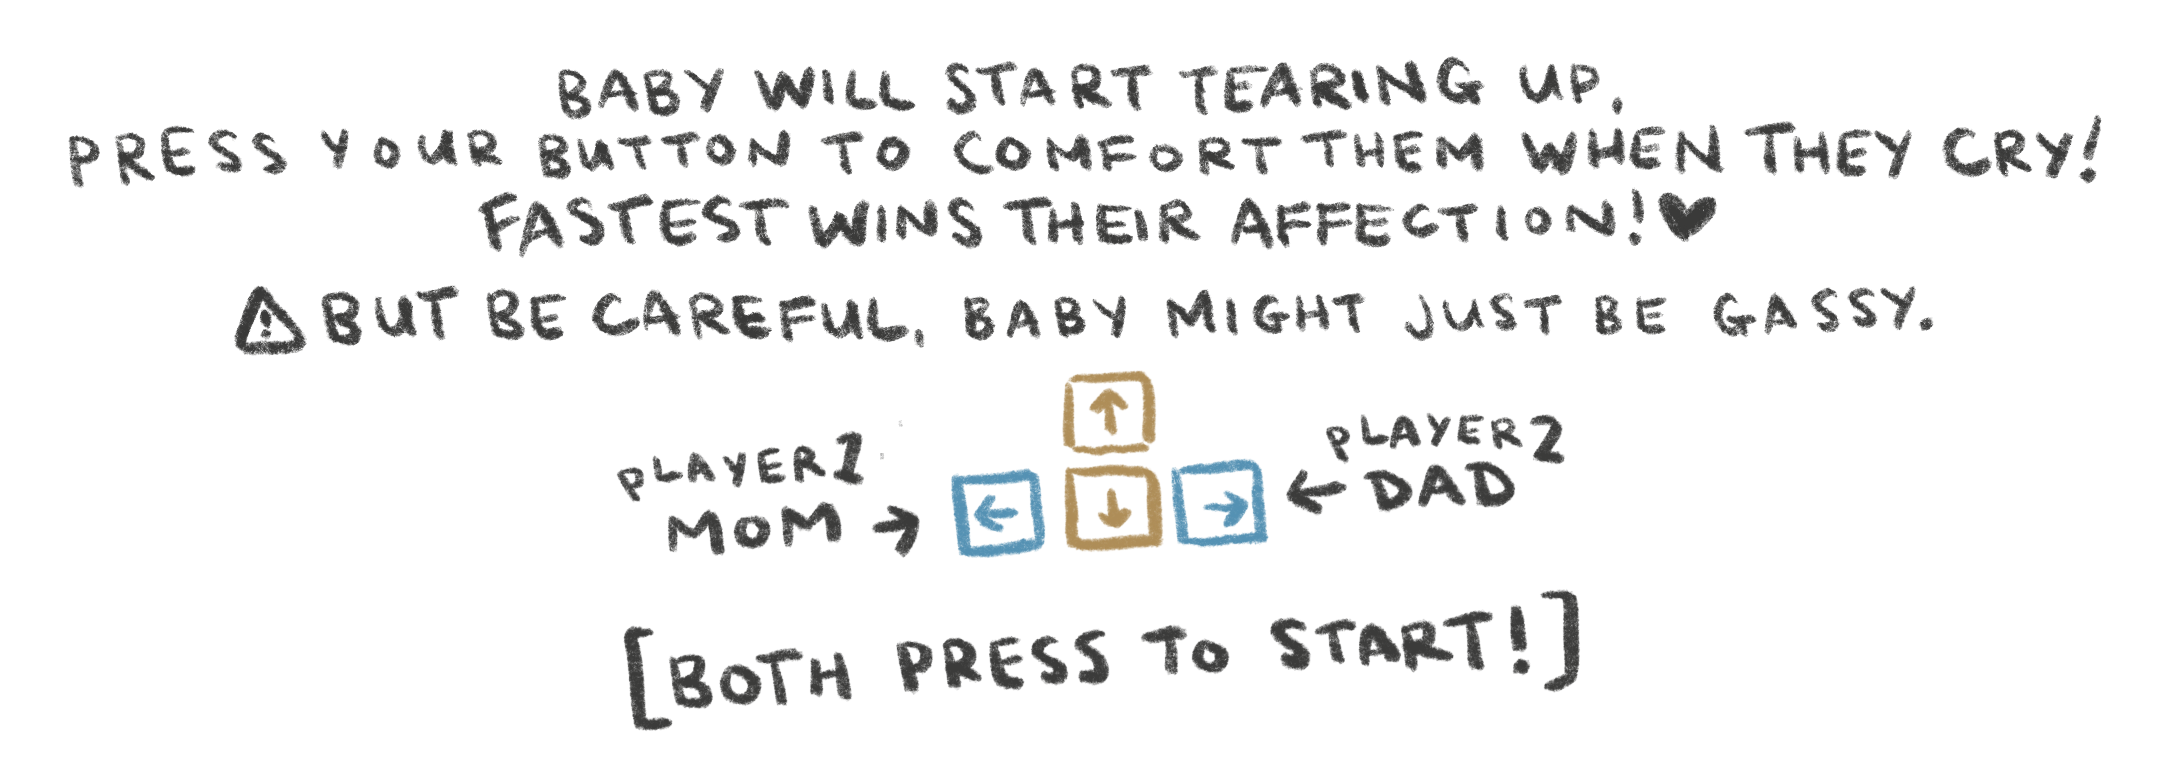 BABY WILL START TEARING UP,
PRESS YOUR BUTTON TO COMFORT THEM WHEN THEY CRY!
FASTEST WINS THEIR AFFECTION!♥
⚠BUT BE CAREFUL, BABY MIGHT JUST BE GASSY.
↑
PLAYER 1
MOM → ← ↓ →
PLAYER 2
← DAD
[BOTH PRESS TO START!]